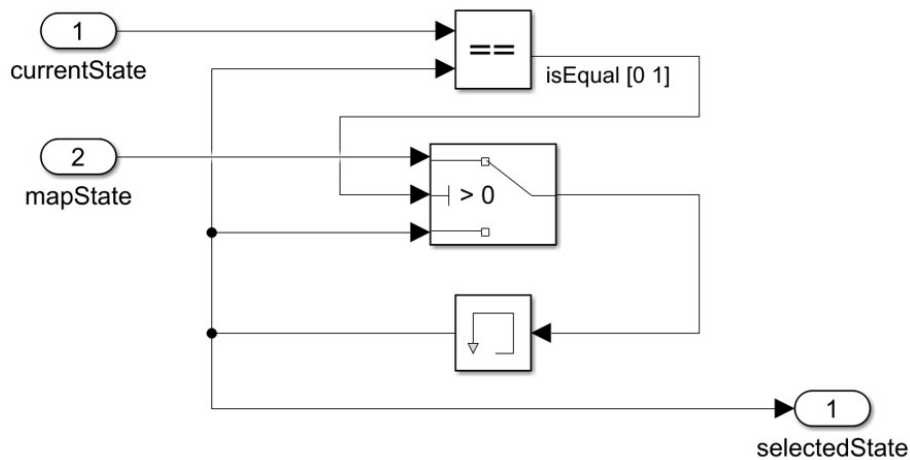 1
currentState
==
isEqual [0 1]
2
mapState
> 0
1
selectedState